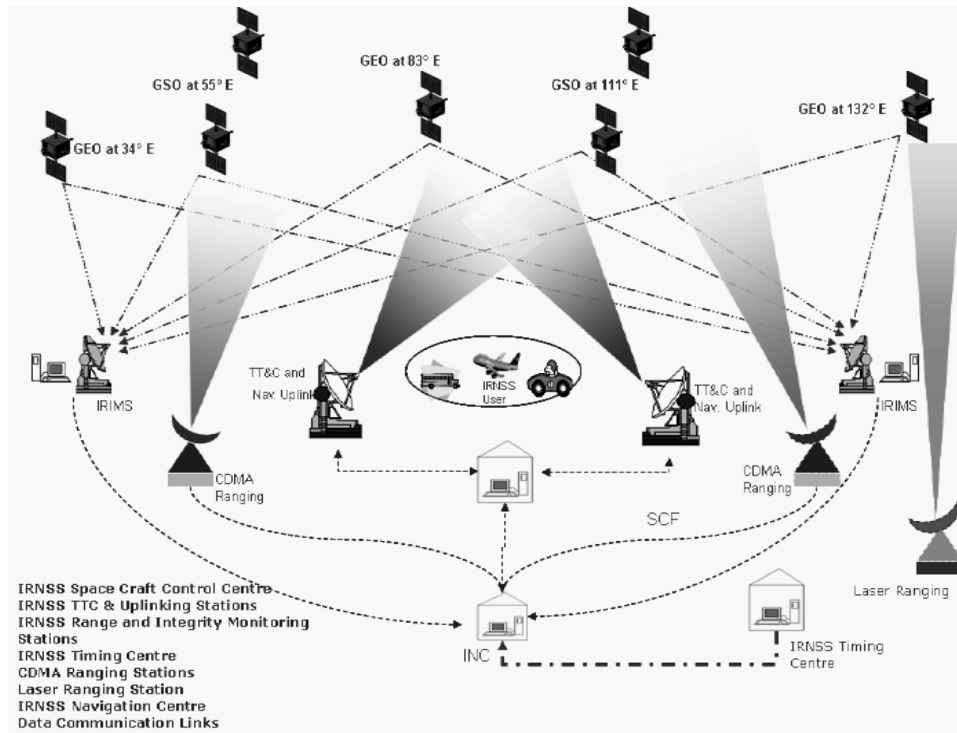 GEO at 83° E
GSO at 55° E
GSO at 111° E
GEO at 132° E
GEO at 34° E
TT&C and
Nav. Uplink
IRNSS
User
TT&C and
Nav. Uplink
IRIMS
IRIMS
CDMA
Ranging
CDMA
Ranging
SCF
Laser Ranging
IRNSS Space Craft Control Centre
IRNSS TTC & Uplinking Stations
IRNSS Range and Integrity Monitoring
Stations
IRNSS Timing Centre
CDMA Ranging Stations
Laser Ranging Station
IRNSS Navigation Centre
Data Communication Links
INC
IRNSS Timing
Centre